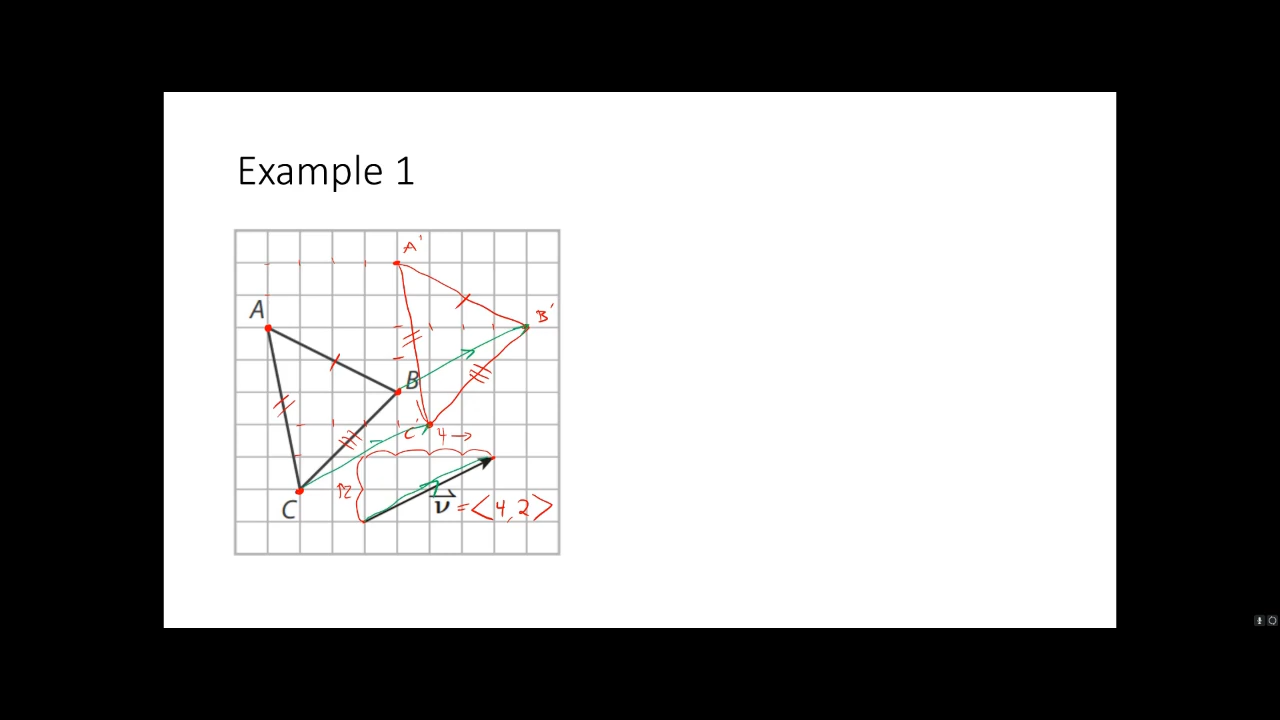 Example 1
A'
A
B'
B
C'
4 →
2
C
v = <4, 2>